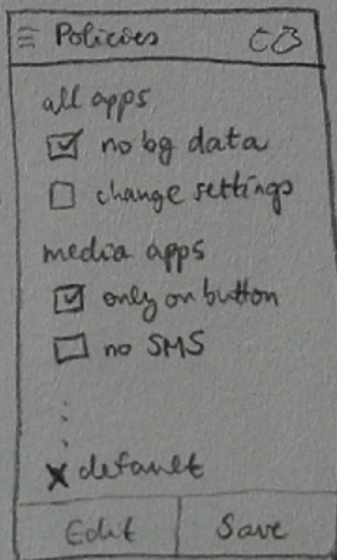 Policies
all apps
no bg data
change settings
media apps
only on button
no SMS
default
Edit Save